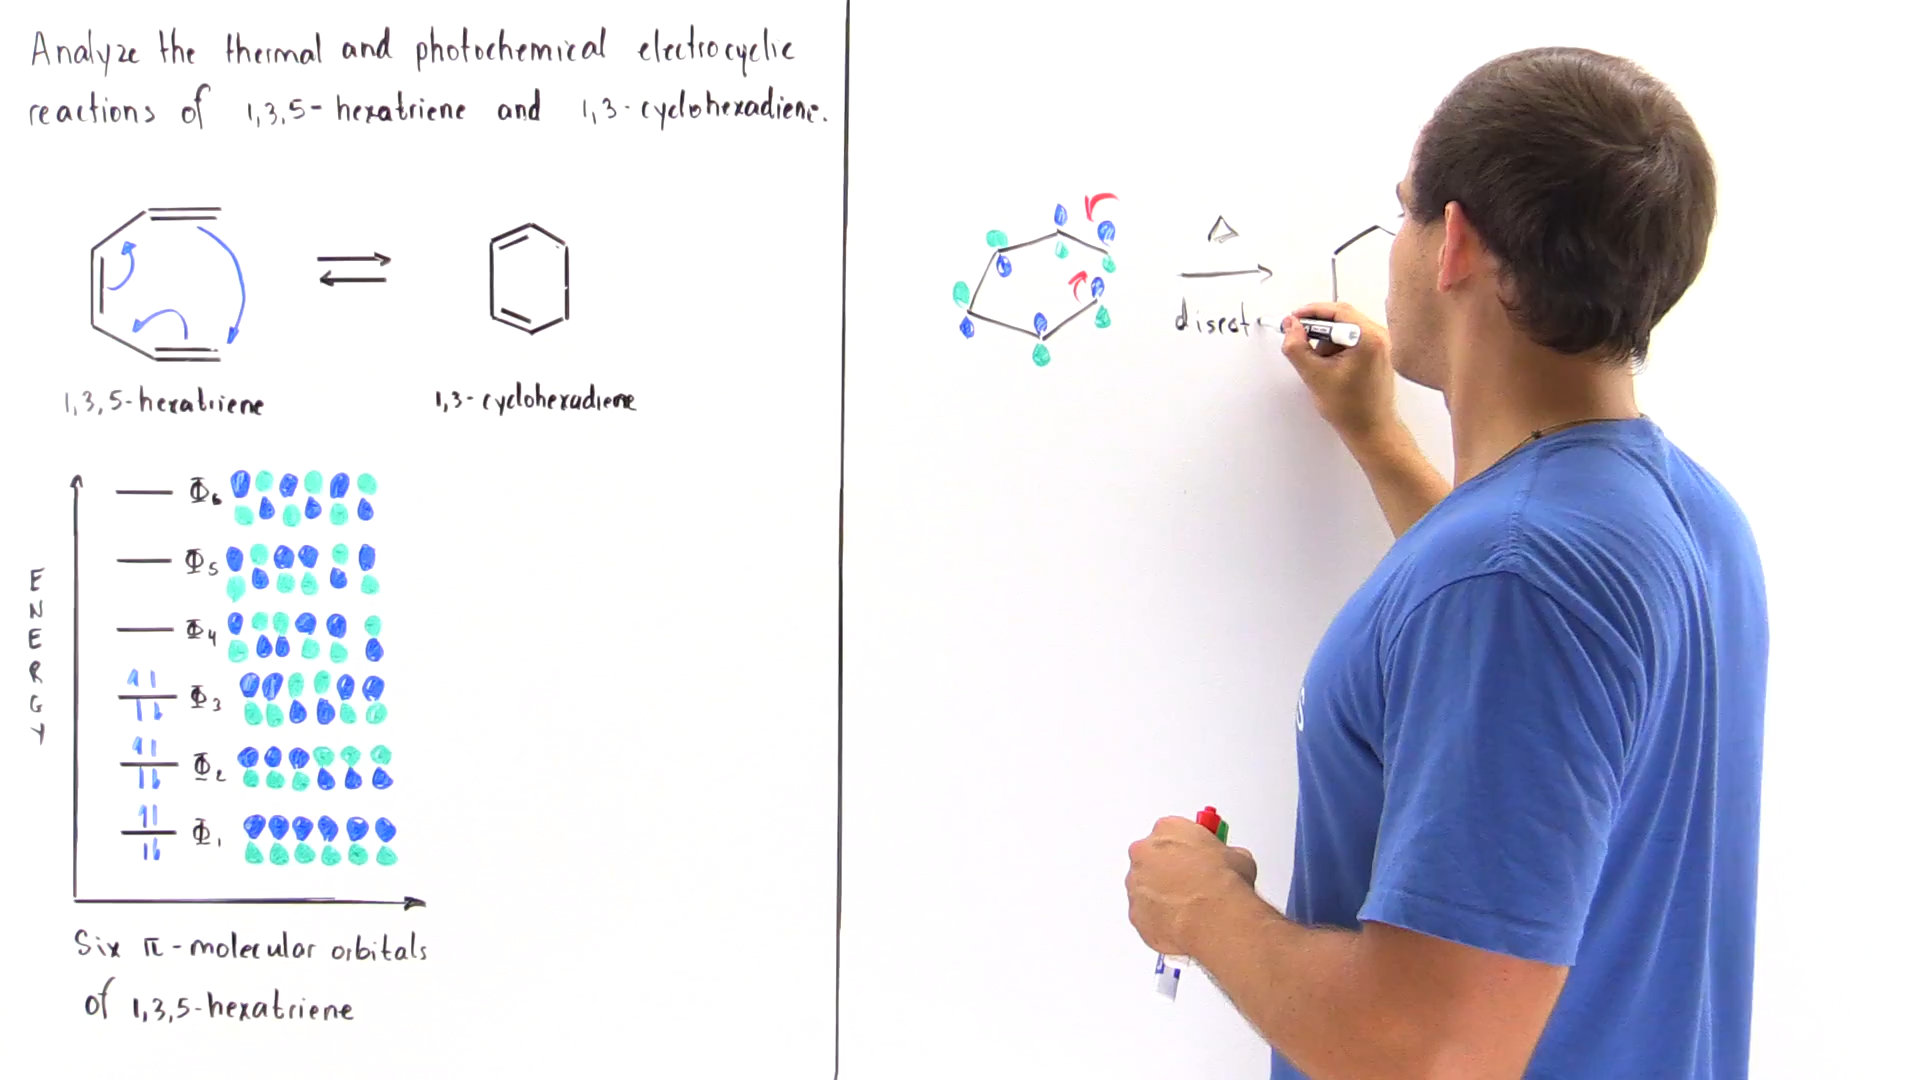 Analyze the thermal and photochemical electrocyclic
reactions of 1,3,5-hexatriene and 1,3-cyclohexadiene.
1,3,5-hexatriene
1,3-cyclohexadiene
ENERGY
Φ6
Φ5
Φ4
Φ3
Φ2
Φ1
Six π-molecular orbitals
of 1,3,5-hexatriene
Δ
disrot